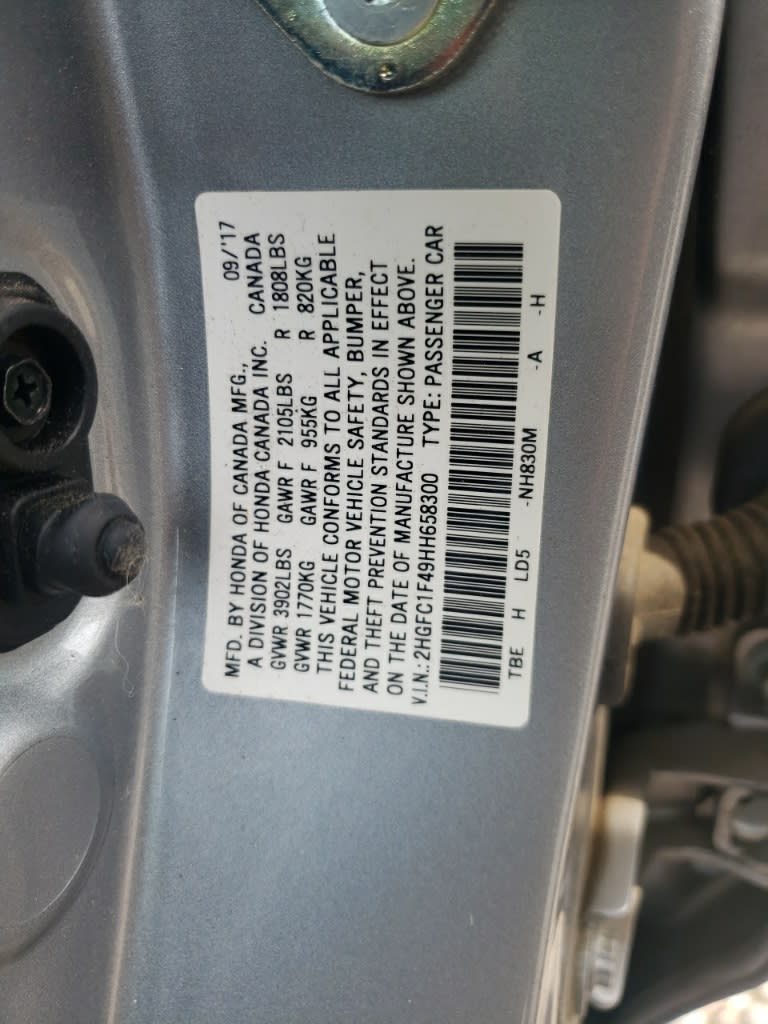 MFD. BY HONDA OF CANADA MFG., 09/'17
A DIVISION OF HONDA CANADA INC. CANADA
GVWR 3902LBS GAWR F 2105LBS R 1808LBS
GVWR 1770KG GAWR F 955KG R 820KG
THIS VEHICLE CONFORMS TO ALL APPLICABLE
FEDERAL MOTOR VEHICLE SAFETY, BUMPER,
AND THEFT PREVENTION STANDARDS IN EFFECT
ON THE DATE OF MANUFACTURE SHOWN ABOVE.
V.I.N.: 2HGFC1F49HH658300 TYPE: PASSENGER CAR
TBE H LD5 -NH830M -A -H